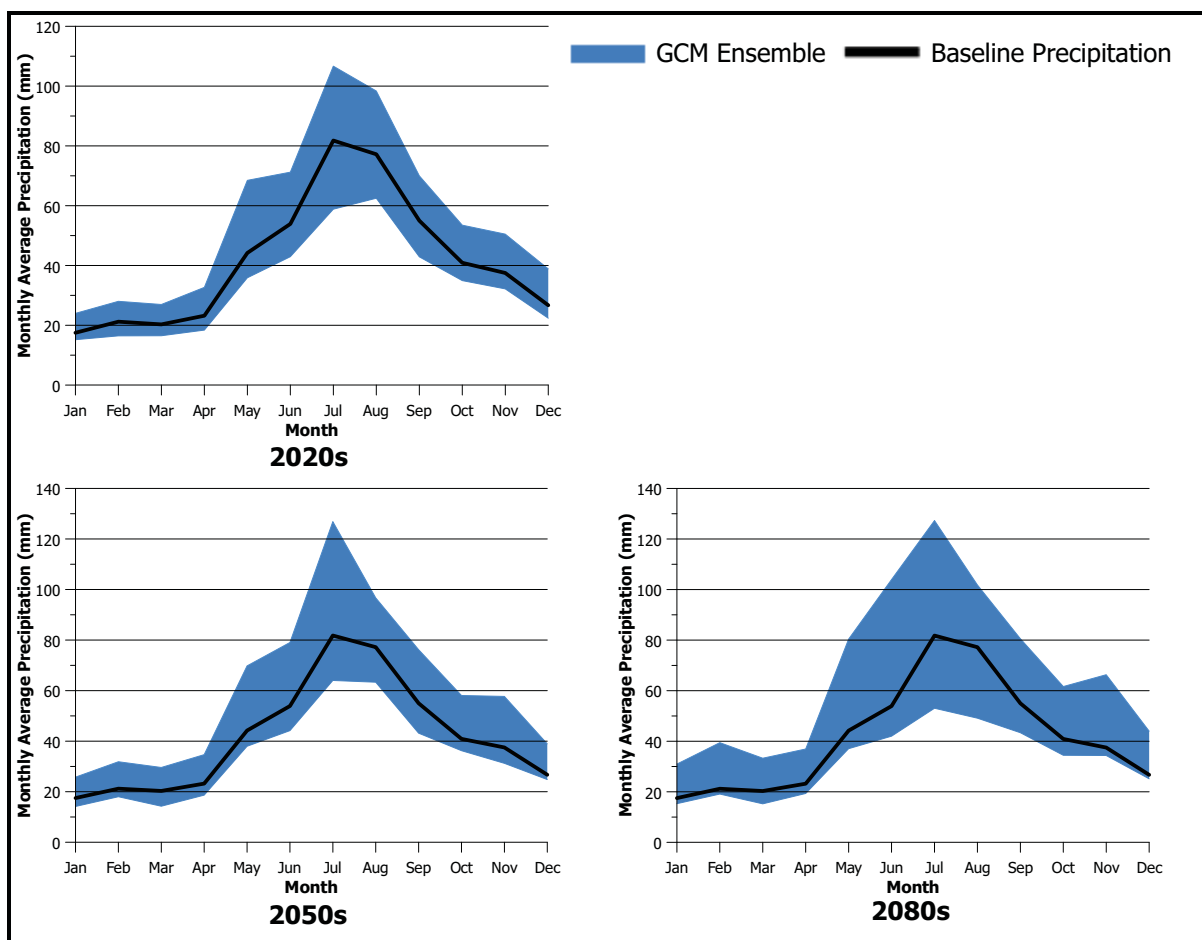 GCM Ensemble Baseline Precipitation
Monthly Average Precipitation (mm)
120
100
80
60
40
20
0
Jan Feb Mar Apr May Jun Jul Aug Sep Oct Nov Dec
Month
2020s
Monthly Average Precipitation (mm)
140
120
100
80
60
40
20
0
Jan Feb Mar Apr May Jun Jul Aug Sep Oct Nov Dec
Month
2050s
Monthly Average Precipitation (mm)
140
120
100
80
60
40
20
0
Jan Feb Mar Apr May Jun Jul Aug Sep Oct Nov Dec
Month
2080s